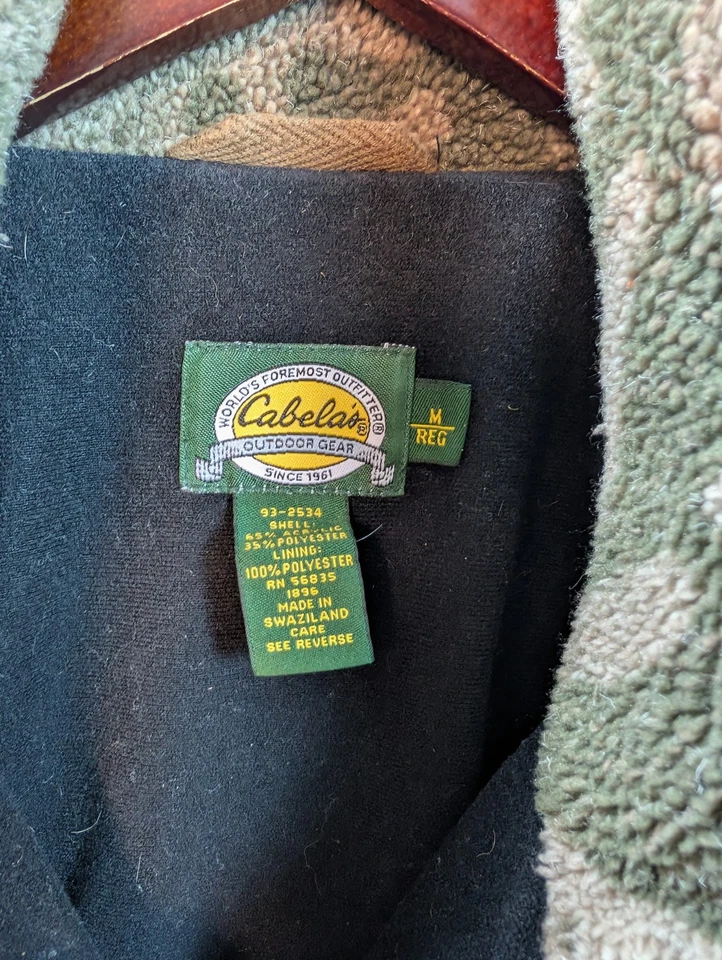 WORLD'S FOREMOST OUTFITTER®
Cabela's®
OUTDOOR GEAR
SINCE 1961
M
REG
93-2534
SHELL:
65% ACRYLIC
35% POLYESTER
LINING:
100% POLYESTER
RN 56835
1896
MADE IN
SWAZILAND
CARE
SEE REVERSE